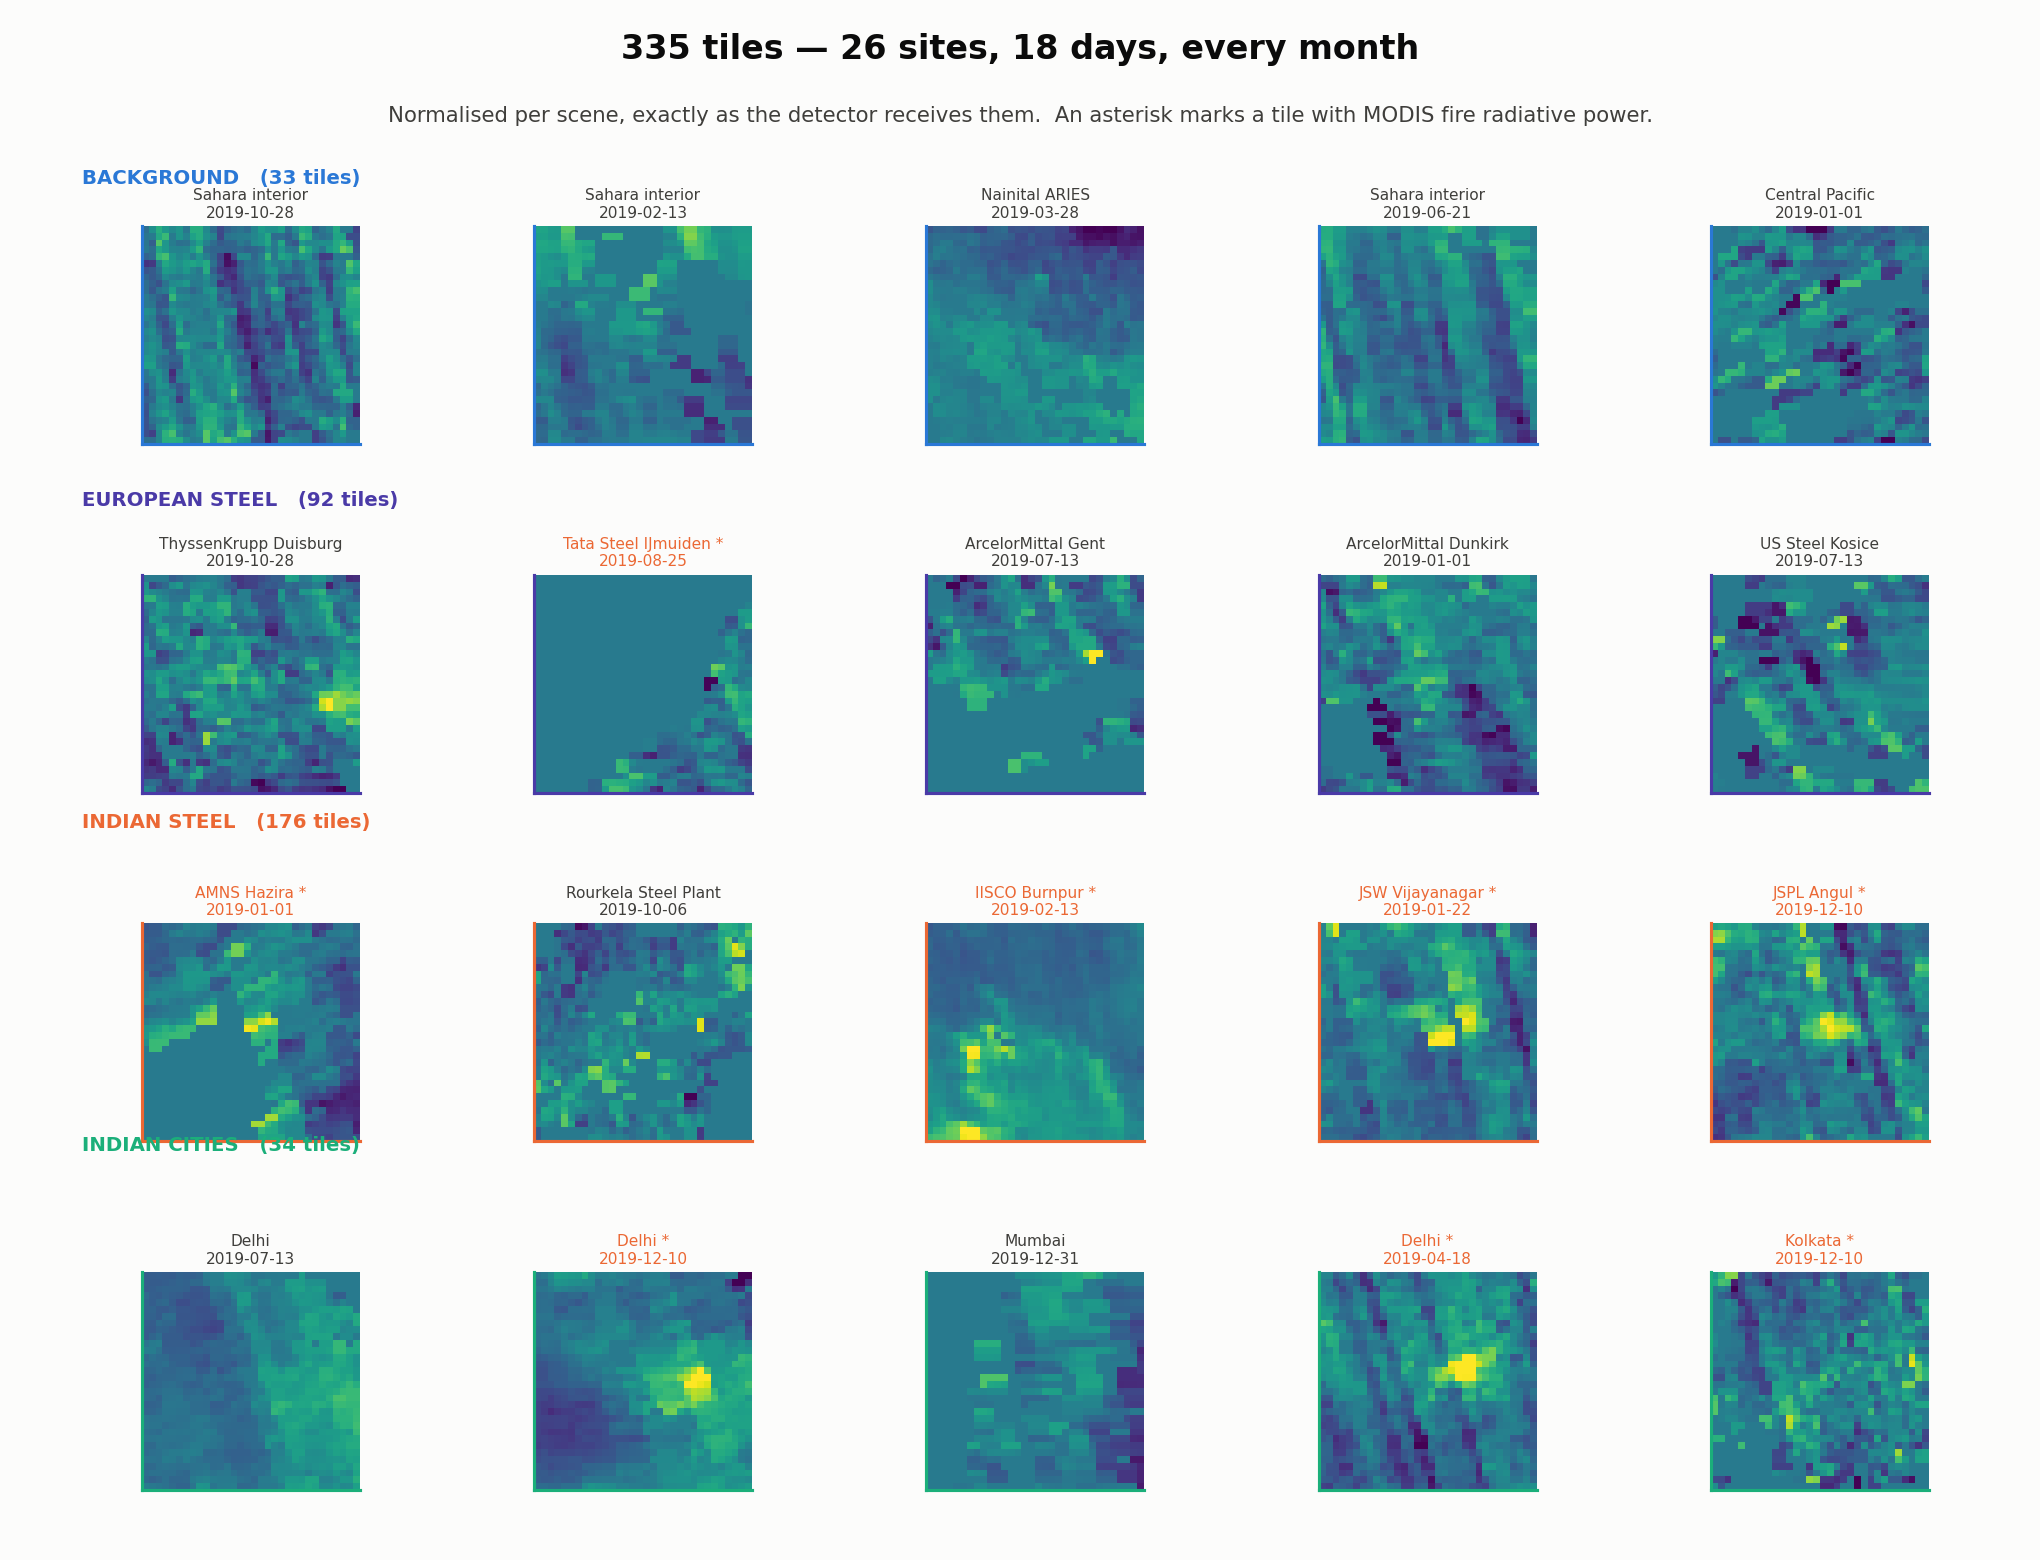 335 tiles — 26 sites, 18 days, every month
Normalised per scene, exactly as the detector receives them.  An asterisk marks a tile with MODIS fire radiative power.
BACKGROUND   (33 tiles)
Sahara interior
2019-10-28
Sahara interior
2019-02-13
Nainital ARIES
2019-03-28
Sahara interior
2019-06-21
Central Pacific
2019-01-01
EUROPEAN STEEL   (92 tiles)
ThyssenKrupp Duisburg
2019-10-28
Tata Steel IJmuiden *
2019-08-25
ArcelorMittal Gent
2019-07-13
ArcelorMittal Dunkirk
2019-01-01
US Steel Kosice
2019-07-13
INDIAN STEEL   (176 tiles)
AMNS Hazira *
2019-01-01
Rourkela Steel Plant
2019-10-06
IISCO Burnpur *
2019-02-13
JSW Vijayanagar *
2019-01-22
JSPL Angul *
2019-12-10
INDIAN CITIES   (34 tiles)
Delhi
2019-07-13
Delhi *
2019-12-10
Mumbai
2019-12-31
Delhi *
2019-04-18
Kolkata *
2019-12-10